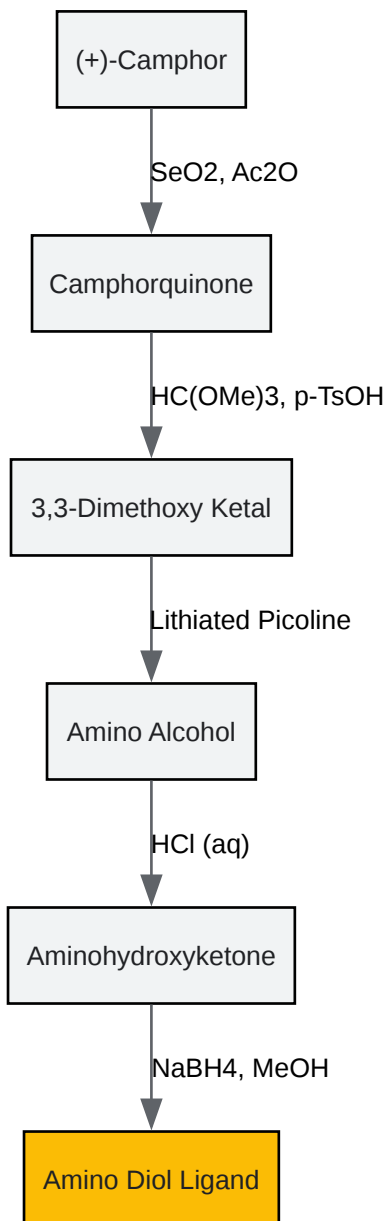 (+)-Camphor
SeO2, Ac2O
Camphorquinone
HC(OMe)3, p-TsOH
3,3-Dimethoxy Ketal
Lithiated Picoline
Amino Alcohol
HCl (aq)
Aminohydroxyketone
NaBH4, MeOH
Amino Diol Ligand